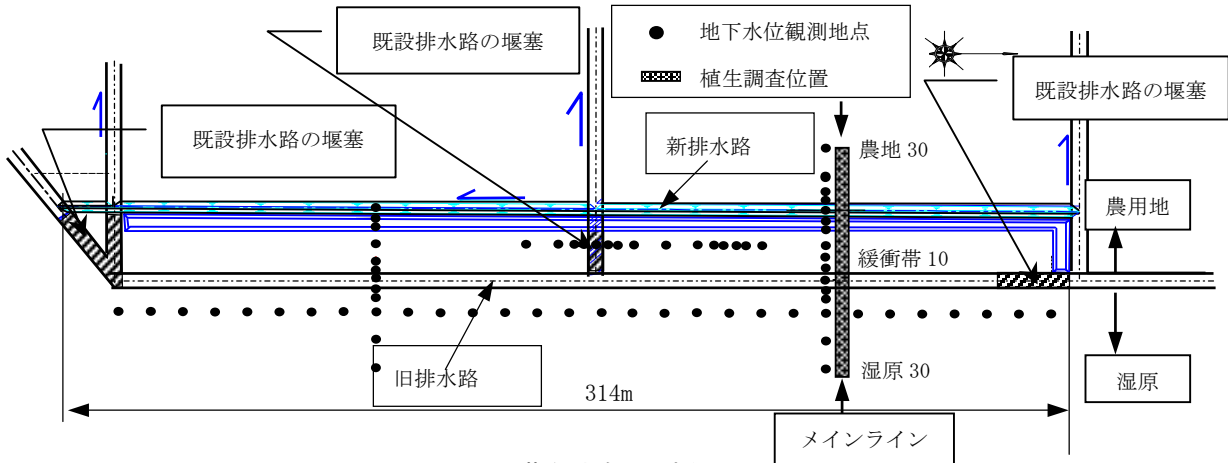 地下水位観測地点
植生調査位置
既設排水路の堰塞
既設排水路の堰塞
既設排水路の堰塞
新排水路
農地 30
農用地
緩衝帯 10
旧排水路
湿原 30
湿原
314m
メインライン